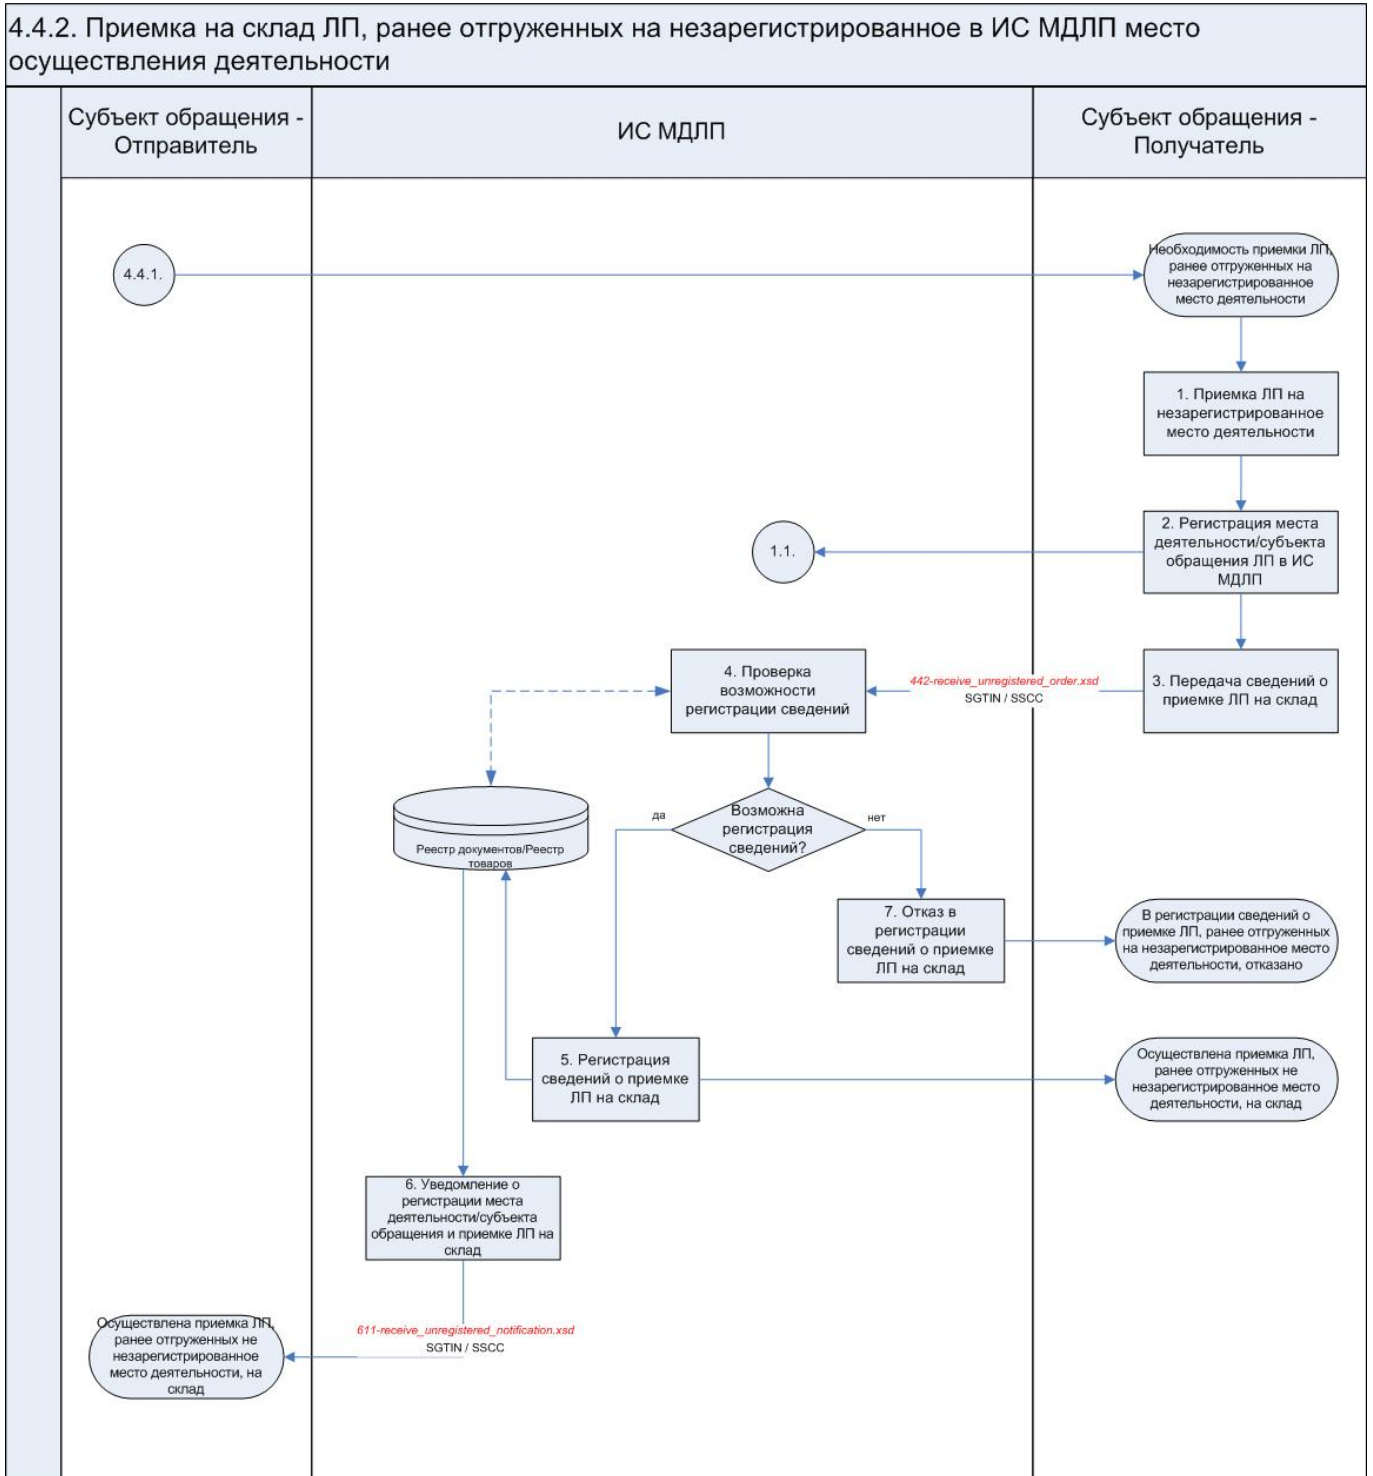 4.4.2. Приемка на склад ЛП, ранее отгруженных на незарегистрированное в ИС МДЛП место
осуществления деятельности
Субъект обращения -
Отправитель
ИС МДЛП
Субъект обращения -
Получатель
4.4.1.
Необходимость приемки ЛП,
ранее отгруженных на
незарегистрированное
место деятельности
1. Приемка ЛП на
незарегистрированное
место деятельности
2. Регистрация места
деятельности/субъекта
обращения ЛП в ИС
МДЛП
1.1.
3. Передача сведений о
приемке ЛП на склад
442-receive_unregistered_order.xsd
SGTIN / SSCC
4. Проверка
возможности
регистрации сведений
Реестр документов/Реестр
товаров
Возможна
регистрация
сведений?
да
нет
7. Отказ в
регистрации
сведений о приемке
ЛП на склад
В регистрации сведений о
приемке ЛП, ранее отгруженных
на незарегистрированное место
деятельности, отказано
5. Регистрация
сведений о приемке
ЛП на склад
Осуществлена приемка ЛП,
ранее отгруженных не
незарегистрированное место
деятельности, на склад
6. Уведомление о
регистрации места
деятельности/субъекта
обращения и приемке ЛП на
склад
611-receive_unregistered_notification.xsd
SGTIN / SSCC
Осуществлена приемка ЛП,
ранее отгруженных не
незарегистрированное
место деятельности, на
склад